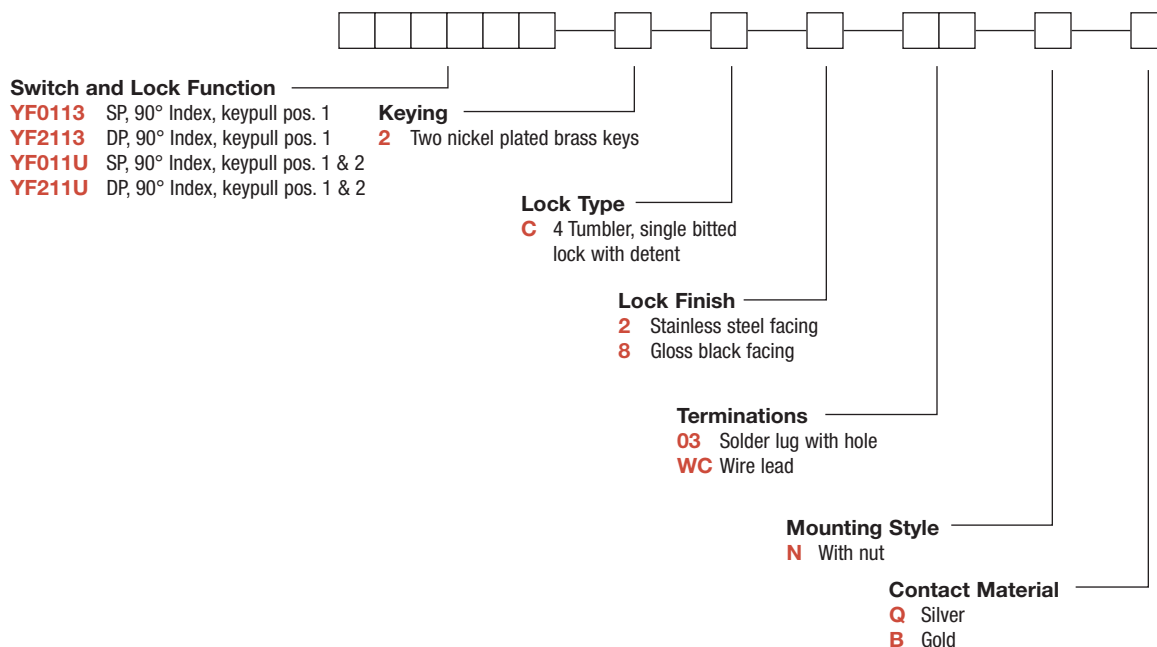 Switch and Lock Function
YF0113 SP, 90° Index, keypull pos. 1
YF2113 DP, 90° Index, keypull pos. 1
YF011U SP, 90° Index, keypull pos. 1 & 2
YF211U DP, 90° Index, keypull pos. 1 & 2
Keying
2 Two nickel plated brass keys
Lock Type
C 4 Tumbler, single bitted
lock with detent
Lock Finish
2 Stainless steel facing
8 Gloss black facing
Terminations
03 Solder lug with hole
WC Wire lead
Mounting Style
N With nut
Contact Material
Q Silver
B Gold